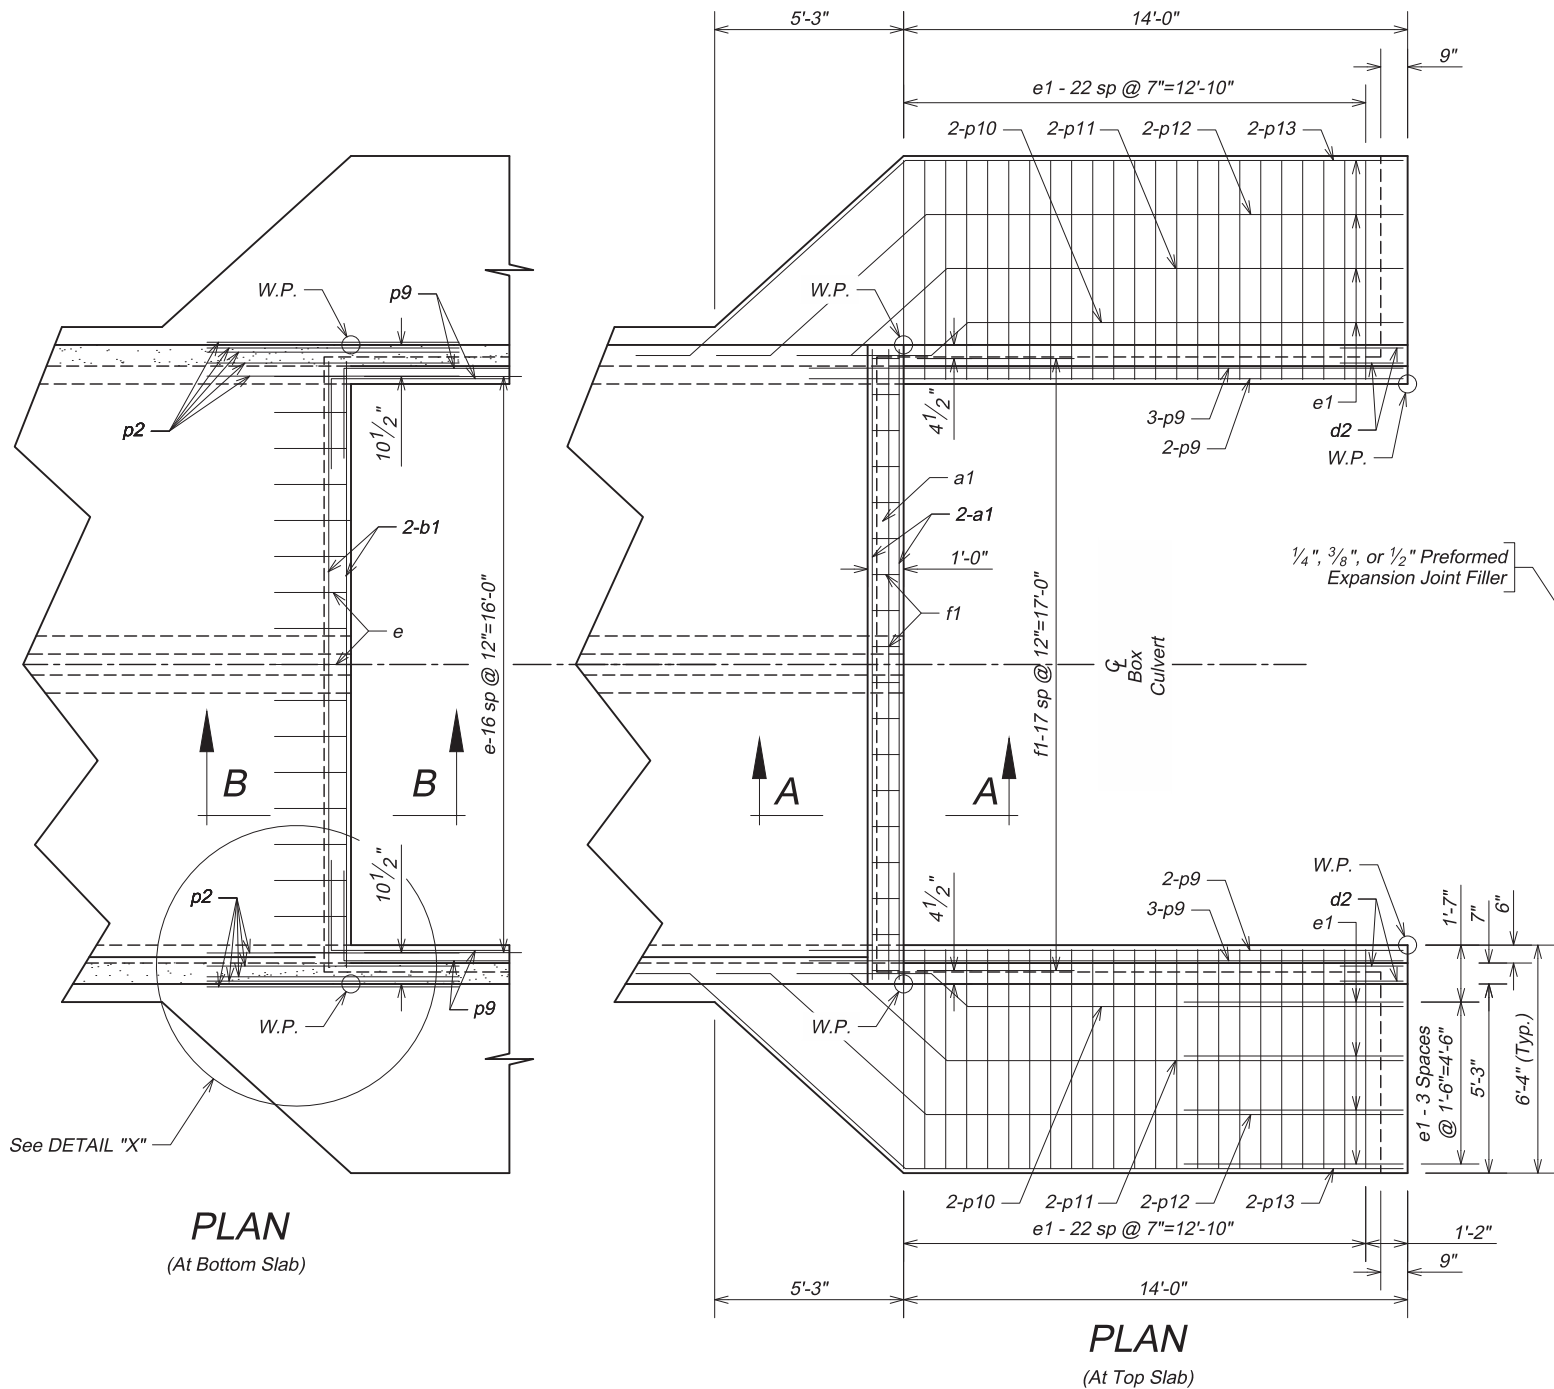 5'-3"
14'-0"
9"
e1 - 22 sp @ 7"=12'-10"
2-p10
2-p11
2-p12
2-p13
W.P.
p9
W.P.
p2
10 1/2"
4 1/2"
3-p9
2-p9
e1
d2
W.P.
a1
2-a1
2-b1
1'-0"
1/4", 3/8", or 1/2" Preformed
Expansion Joint Filler
f1
e
e-16 sp @ 12"=16'-0"
f1-17 sp @ 12"=17'-0"
℄
Box
Culvert
B
B
A
A
10 1/2"
4 1/2"
p2
2-p9
3-p9
W.P.
d2
e1
1'-7"
7"
6"
W.P.
p9
W.P.
e1 - 3 Spaces
@ 1'-6"=4'-6"
5'-3"
6'-4" (Typ.)
See DETAIL "X"
2-p10
2-p11
2-p12
2-p13
e1 - 22 sp @ 7"=12'-10"
1'-2"
9"
5'-3"
14'-0"
PLAN
(At Bottom Slab)
PLAN
(At Top Slab)